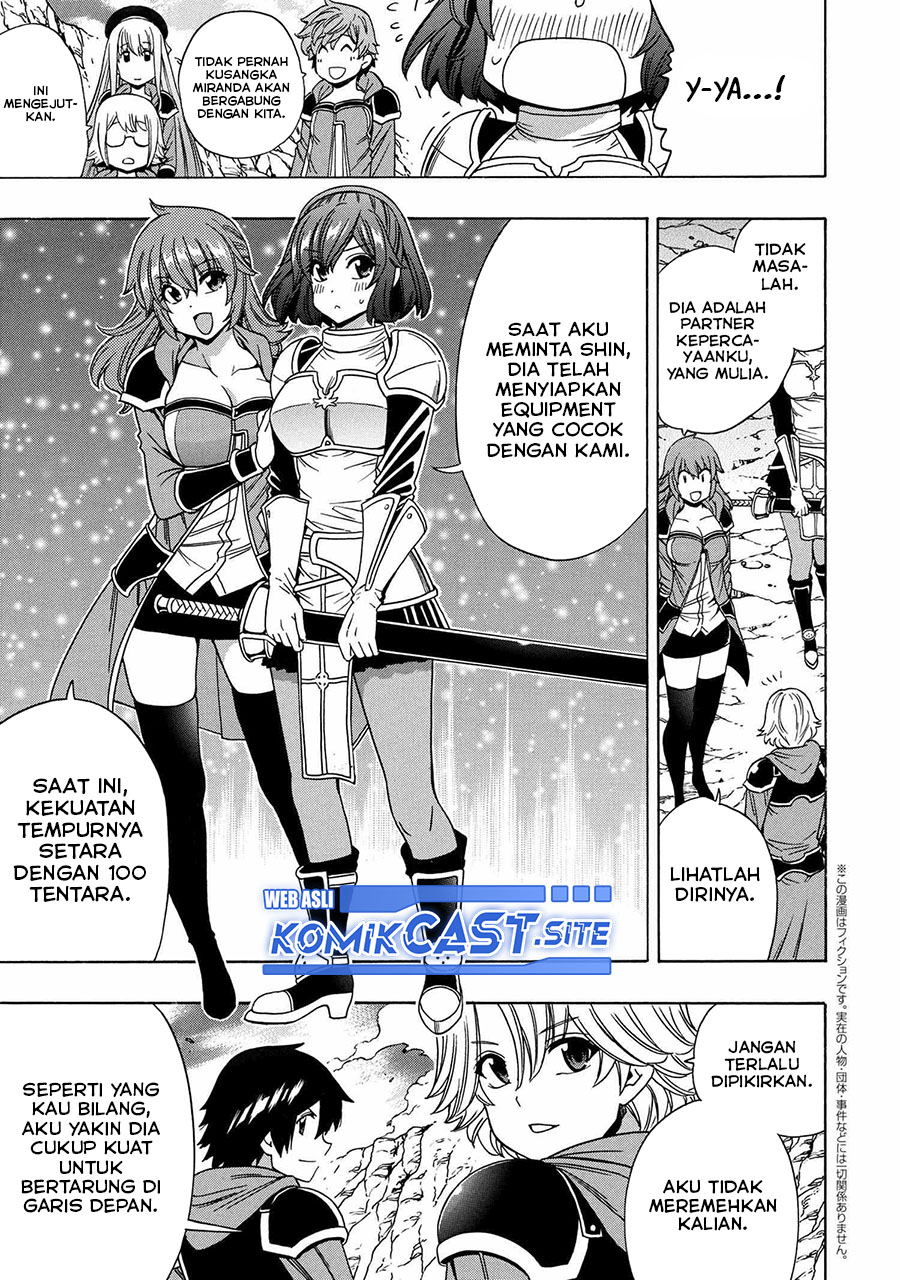 Y-YA....!
TIDAK PERNAH
KUSANGKA
MIRANDA AKAN
BERGABUNG
DENGAN KITA.
INI
MENGEJUT-
KAN.
TIDAK
MASA-
LAH.
DIA ADALAH
PARTNER
KEPERCA-
YAANKU,
YANG MULIA.
LIHATLAH
DIRINYA.
SAAT AKU
MEMINTA SHIN,
DIA TELAH
MENYIAPKAN
EQUIPMENT
YANG COCOK
DENGAN KAMI.
SAAT INI,
KEKUATAN
TEMPURNYA
SETARA
DENGAN 100
TENTARA.
WEB ASLI
KOMIKCAST.SITE
JANGAN
TERLALU
DIPIKIRKAN.
AKU TIDAK
MEREMEHKAN
KALIAN.
SEPERTI YANG
KAU BILANG,
AKU YAKIN DIA
CUKUP KUAT
UNTUK
BERTARUNG DI
GARIS DEPAN.
※この漫画はフィクションです。実在の人物・団体・事件などには一切関係ありません。